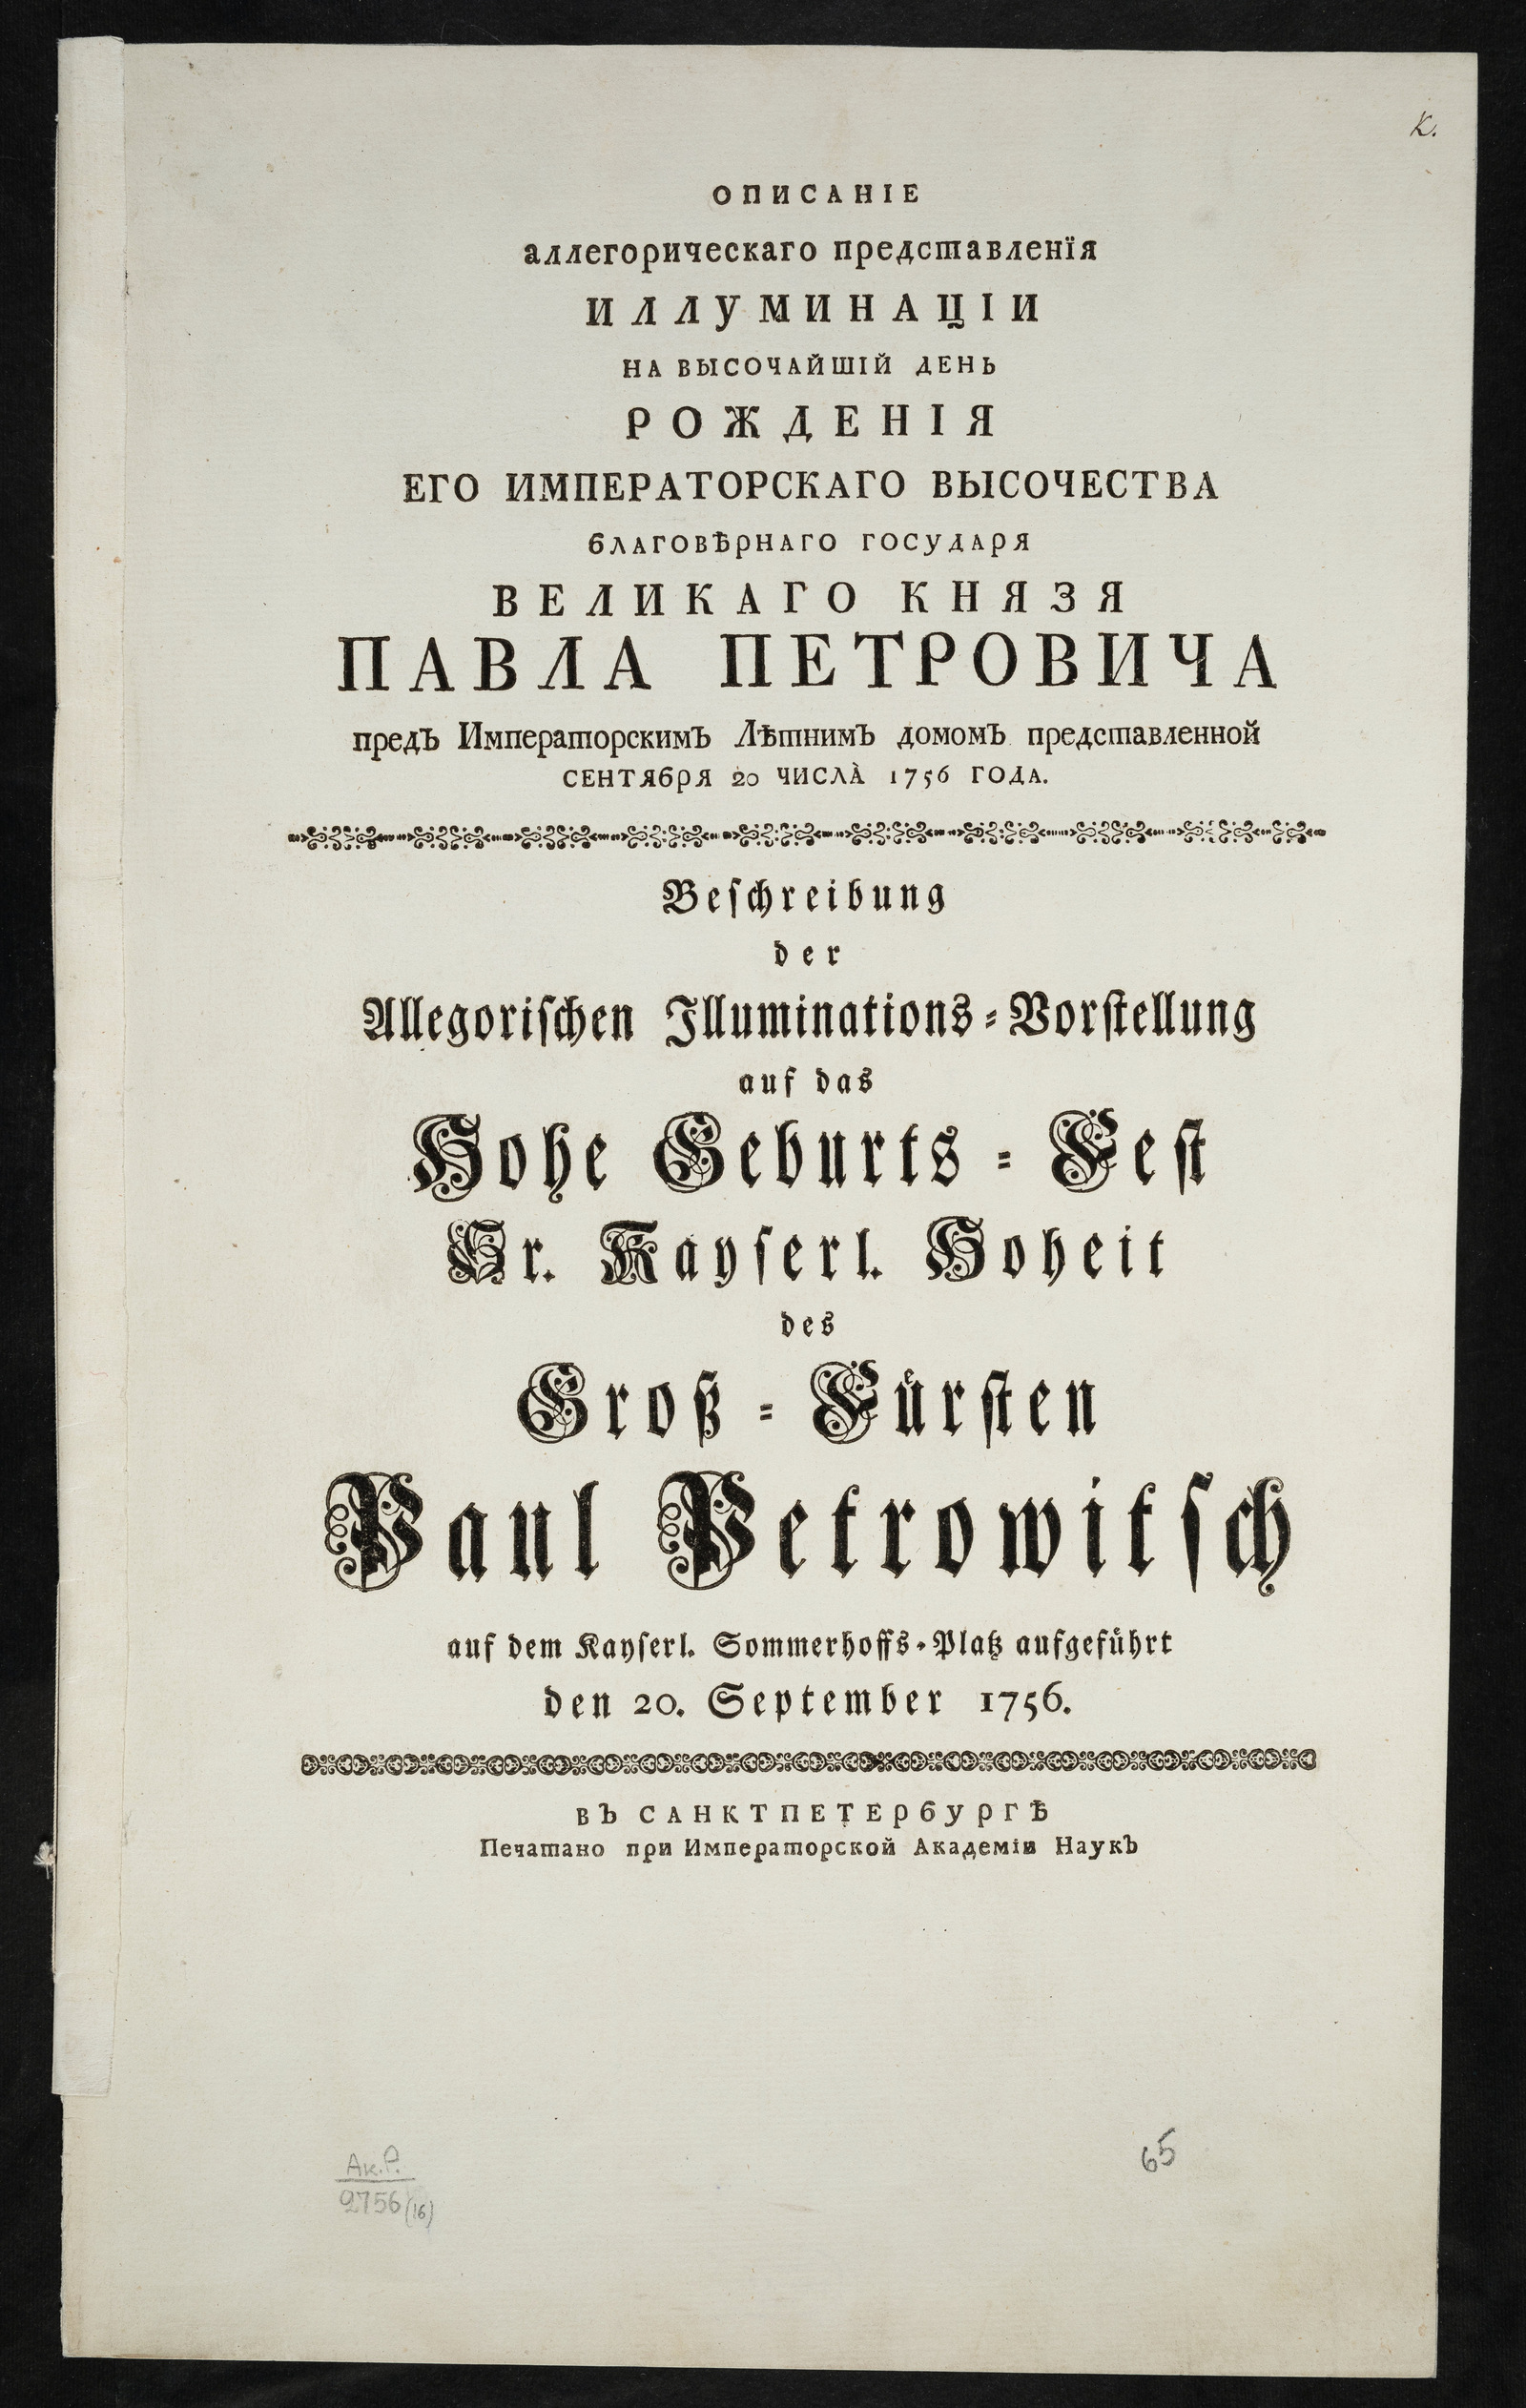 К.
ОПИСАНІЕ
аллегорическаго представленїя
ИЛЛУМИНАЦІИ
НА ВЫСОЧАЙШІЙ ДЕНЬ
РОЖДЕНІЯ
ЕГО ИМПЕРАТОРСКАГО ВЫСОЧЕСТВА
БЛАГОВѢРНАГО ГОСУДАРЯ
ВЕЛИКАГО КНЯЗЯ
ПАВЛА ПЕТРОВИЧА
предЪ ИмператорскимЪ ЛѣтнимЪ домомЪ представленной
СЕНТЯБРЯ 20 ЧИСЛА̀ 1756 ГОДА.
Beſchreibung
der
Allegoriſchen Illuminations-Vorſtellung
auf das
Hohe Geburts-Feſt
Sr. Kayſerl. Hoheit
des
Groß-Fürſten
Paul Petrowitſch
auf dem Kayſerl. Sommerhoffs-Platz aufgeführt
den 20. September 1756.
ВЪ САНКТПЕТЕРБУРГѢ
Печатано при Императорской Академіи НаукЪ
65
Ак.Р.
2756 (16)